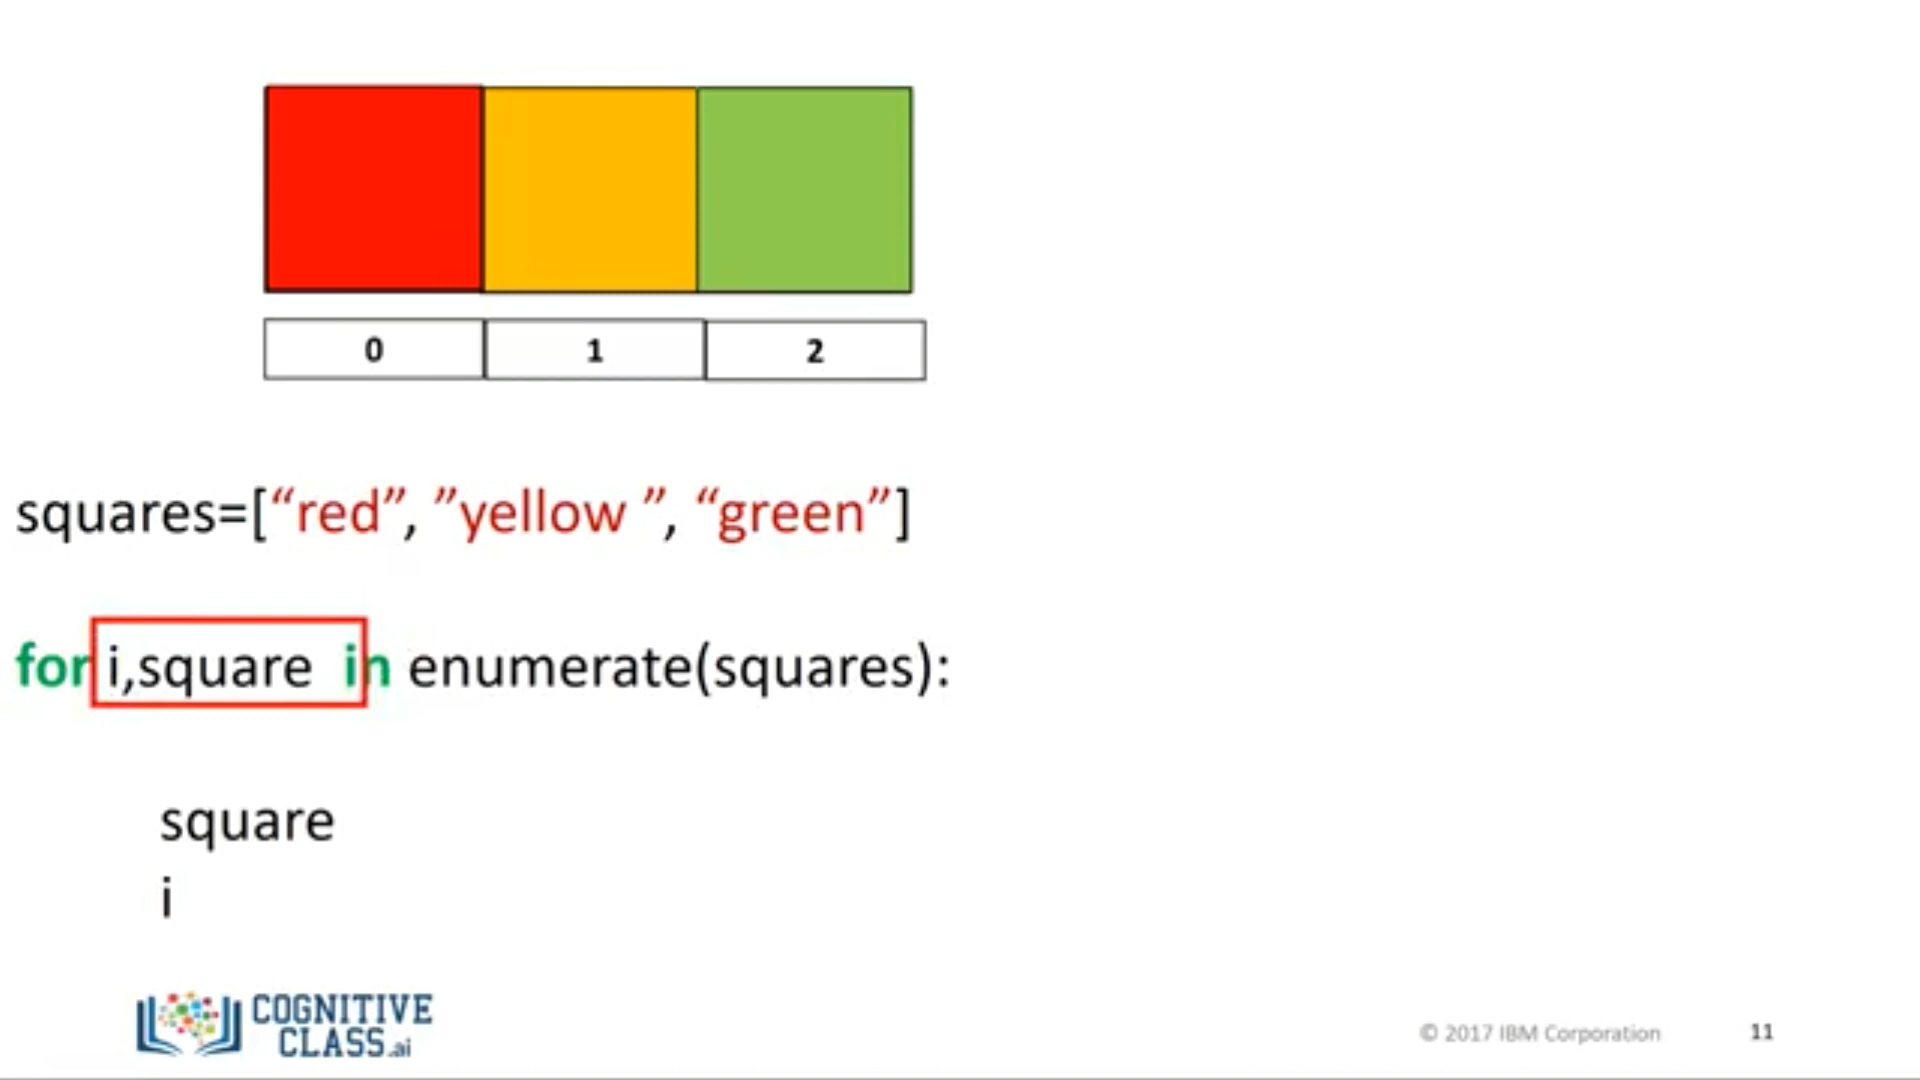 0 1 2
squares=[“red”, ”yellow ”, “green”]
for i,square in enumerate(squares):
square
i
COGNITIVE
CLASS.ai
© 2017 IBM Corporation 11